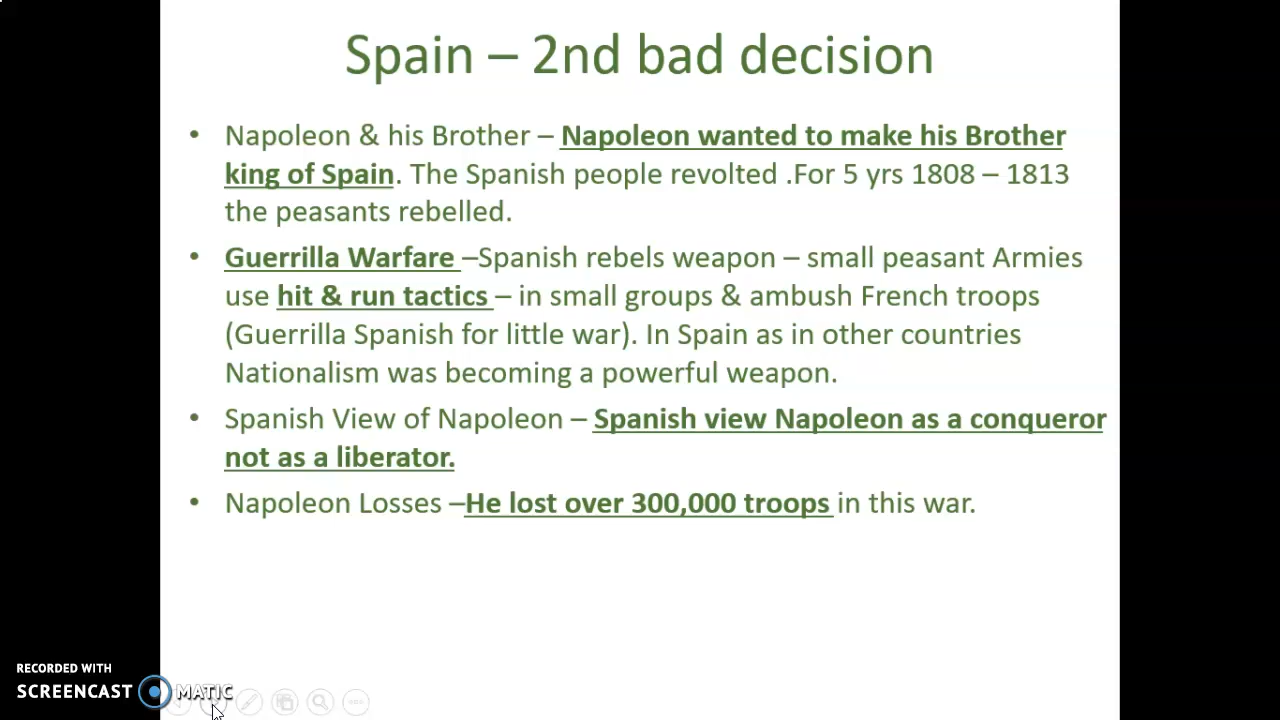 Spain – 2nd bad decision
• Napoleon & his Brother – Napoleon wanted to make his Brother
king of Spain. The Spanish people revolted .For 5 yrs 1808 – 1813
the peasants rebelled.
• Guerrilla Warfare –Spanish rebels weapon – small peasant Armies
use hit & run tactics – in small groups & ambush French troops
(Guerrilla Spanish for little war). In Spain as in other countries
Nationalism was becoming a powerful weapon.
• Spanish View of Napoleon – Spanish view Napoleon as a conqueror
not as a liberator.
• Napoleon Losses –He lost over 300,000 troops in this war.
RECORDED WITH
SCREENCAST MATIC